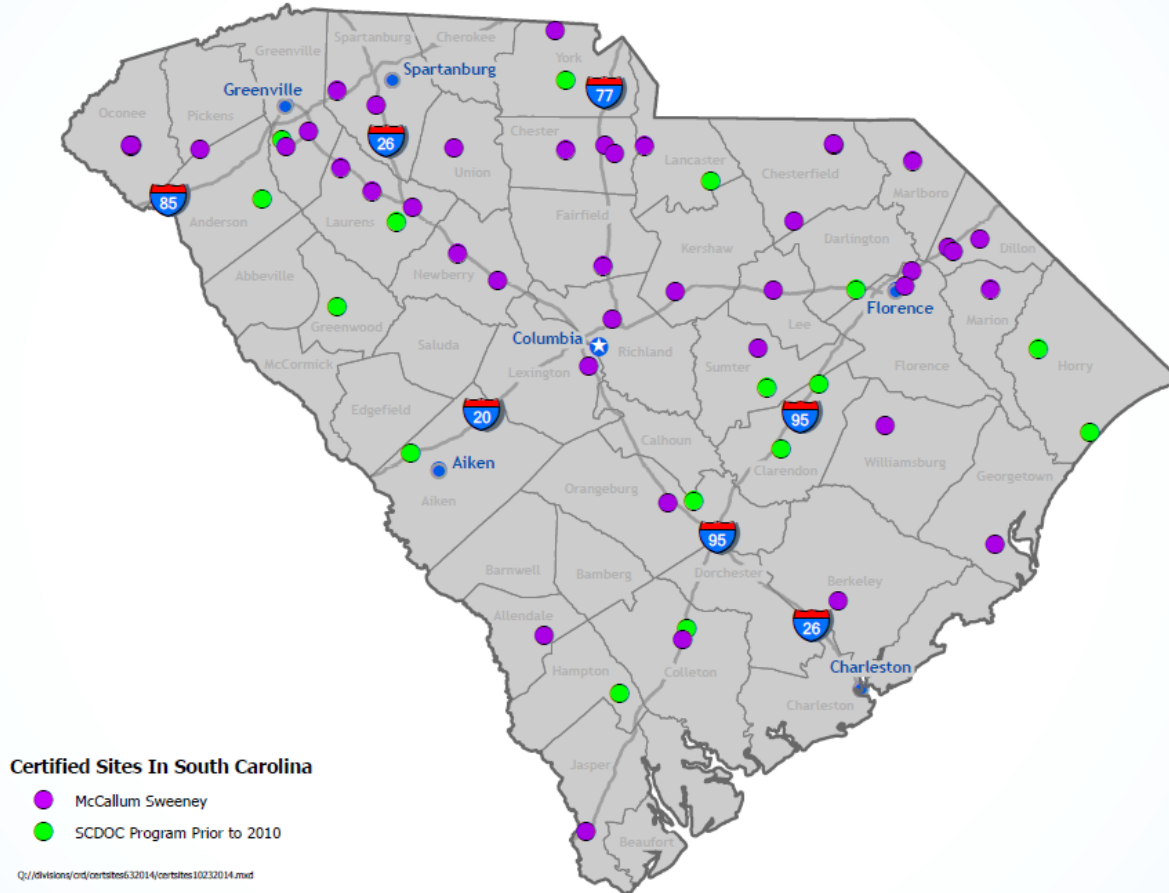 Spartanburg
Cherokee
Greenville
York
Spartanburg
Greenville
77
Oconee
Pickens
Chester
26
Union
Lancaster
Chesterfield
Marlboro
85
Anderson
Laurens
Fairfield
Kershaw
Darlington
Dillon
Abbeville
Newberry
Greenwood
Florence
Marion
Lee
Columbia
Richland
Saluda
McCormick
Lexington
Sumter
Florence
Horry
Edgefield
20
95
Calhoun
Aiken
Clarendon
Williamsburg
Georgetown
Orangeburg
Aiken
95
Barnwell
Bamberg
Dorchester
Berkeley
Allendale
26
Hampton
Colleton
Charleston
Charleston
Jasper
Beaufort
Certified Sites In South Carolina
McCallum Sweeney
SCDOC Program Prior to 2010
Q://divisions/crd/certsites632014/certsites10232014.mxd